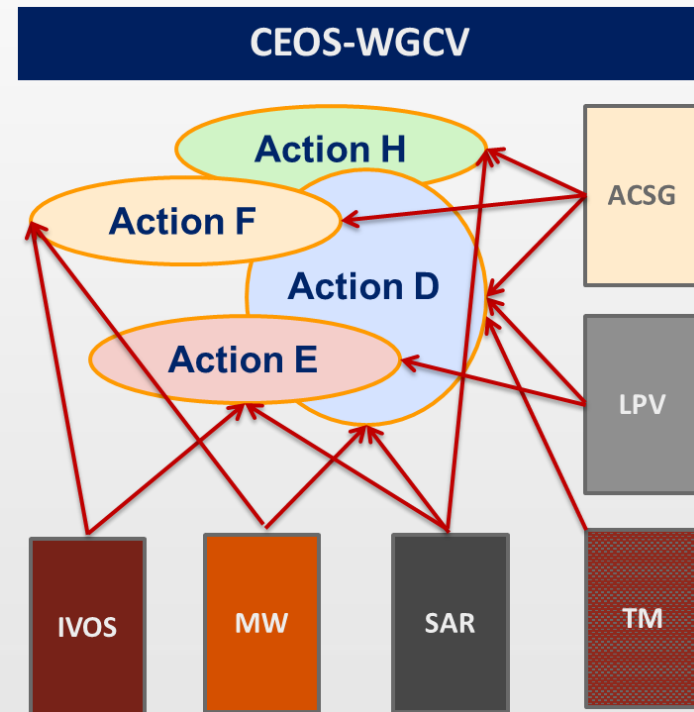 CEOS-WGCV
Action H
ACSG
Action F
Action D
Action E
LPV
IVOS
MW
SAR
TM